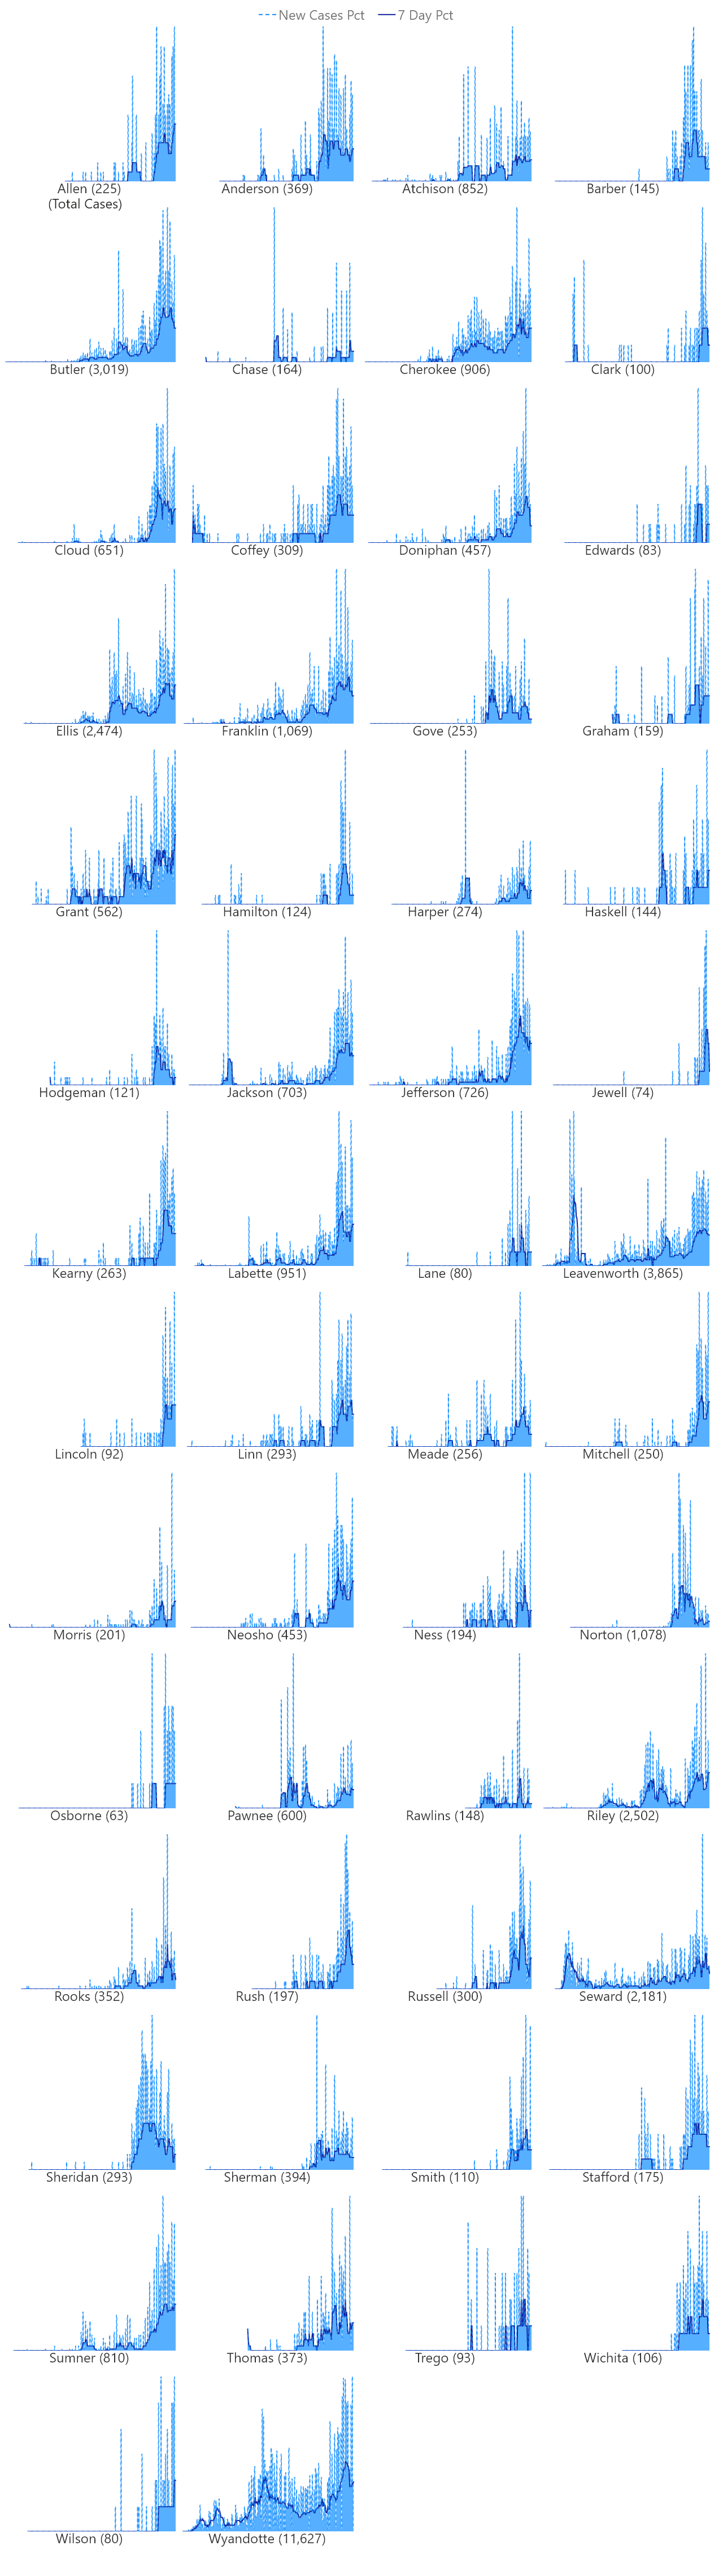 New Cases Pct 7 Day Pct
Allen (225) Anderson (369) Atchison (852) Barber (145)
(Total Cases)
Butler (3,019) Chase (164) Cherokee (906) Clark (100)
Cloud (651) Coffey (309) Doniphan (457) Edwards (83)
Ellis (2,474) Franklin (1,069) Gove (253) Graham (159)
Grant (562) Hamilton (124) Harper (274) Haskell (144)
Hodgeman (121) Jackson (703) Jefferson (726) Jewell (74)
Kearny (263) Labette (951) Lane (80) Leavenworth (3,865)
Lincoln (92) Linn (293) Meade (256) Mitchell (250)
Morris (201) Neosho (453) Ness (194) Norton (1,078)
Osborne (63) Pawnee (600) Rawlins (148) Riley (2,502)
Rooks (352) Rush (197) Russell (300) Seward (2,181)
Sheridan (293) Sherman (394) Smith (110) Stafford (175)
Sumner (810) Thomas (373) Trego (93) Wichita (106)
Wilson (80) Wyandotte (11,627)